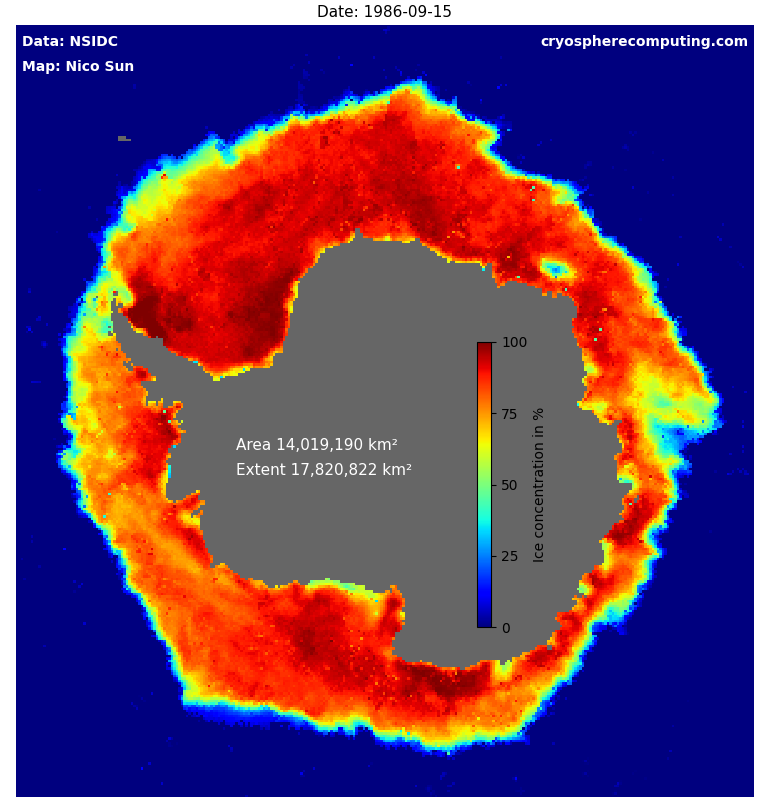 Date: 1986-09-15
Data: NSIDC
cryospherecomputing.com
Map: Nico Sun
100
75
50
25
0
Ice concentration in %
Area 14,019,190 km²
Extent 17,820,822 km²